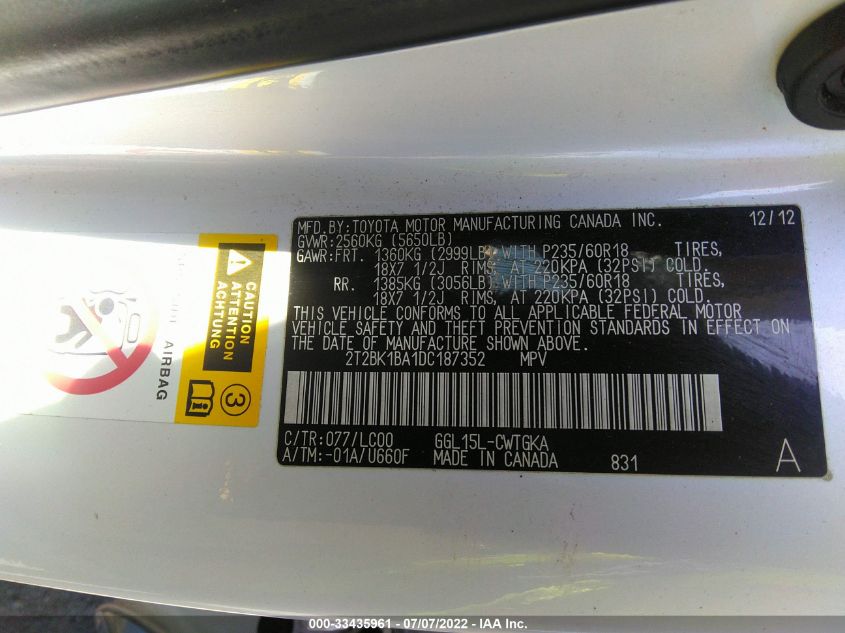 MFD.BY:TOYOTA MOTOR MANUFACTURING CANADA INC. 12/12
GVWR:2560KG (5650LB)
GAWR:FRT. 1360KG (2999LB) WITH P235/60R18 TIRES,
18X7 1/2J RIMS, AT 220KPA (32PSI) COLD.
RR. 1385KG (3056LB) WITH P235/60R18 TIRES,
18X7 1/2J RIMS, AT 220KPA (32PSI) COLD.
THIS VEHICLE CONFORMS TO ALL APPLICABLE FEDERAL MOTOR
VEHICLE SAFETY AND THEFT PREVENTION STANDARDS IN EFFECT ON
THE DATE OF MANUFACTURE SHOWN ABOVE.
2T2BK1BA1DC187352 MPV
C/TR:077/LC00 GGL15L-CWTGKA
A/TM:-01A/U660F MADE IN CANADA 831 A
CAUTION
ATTENTION
ACHTUNG
3
AIRBAG
000-33435961 - 07/07/2022 - IAA Inc.